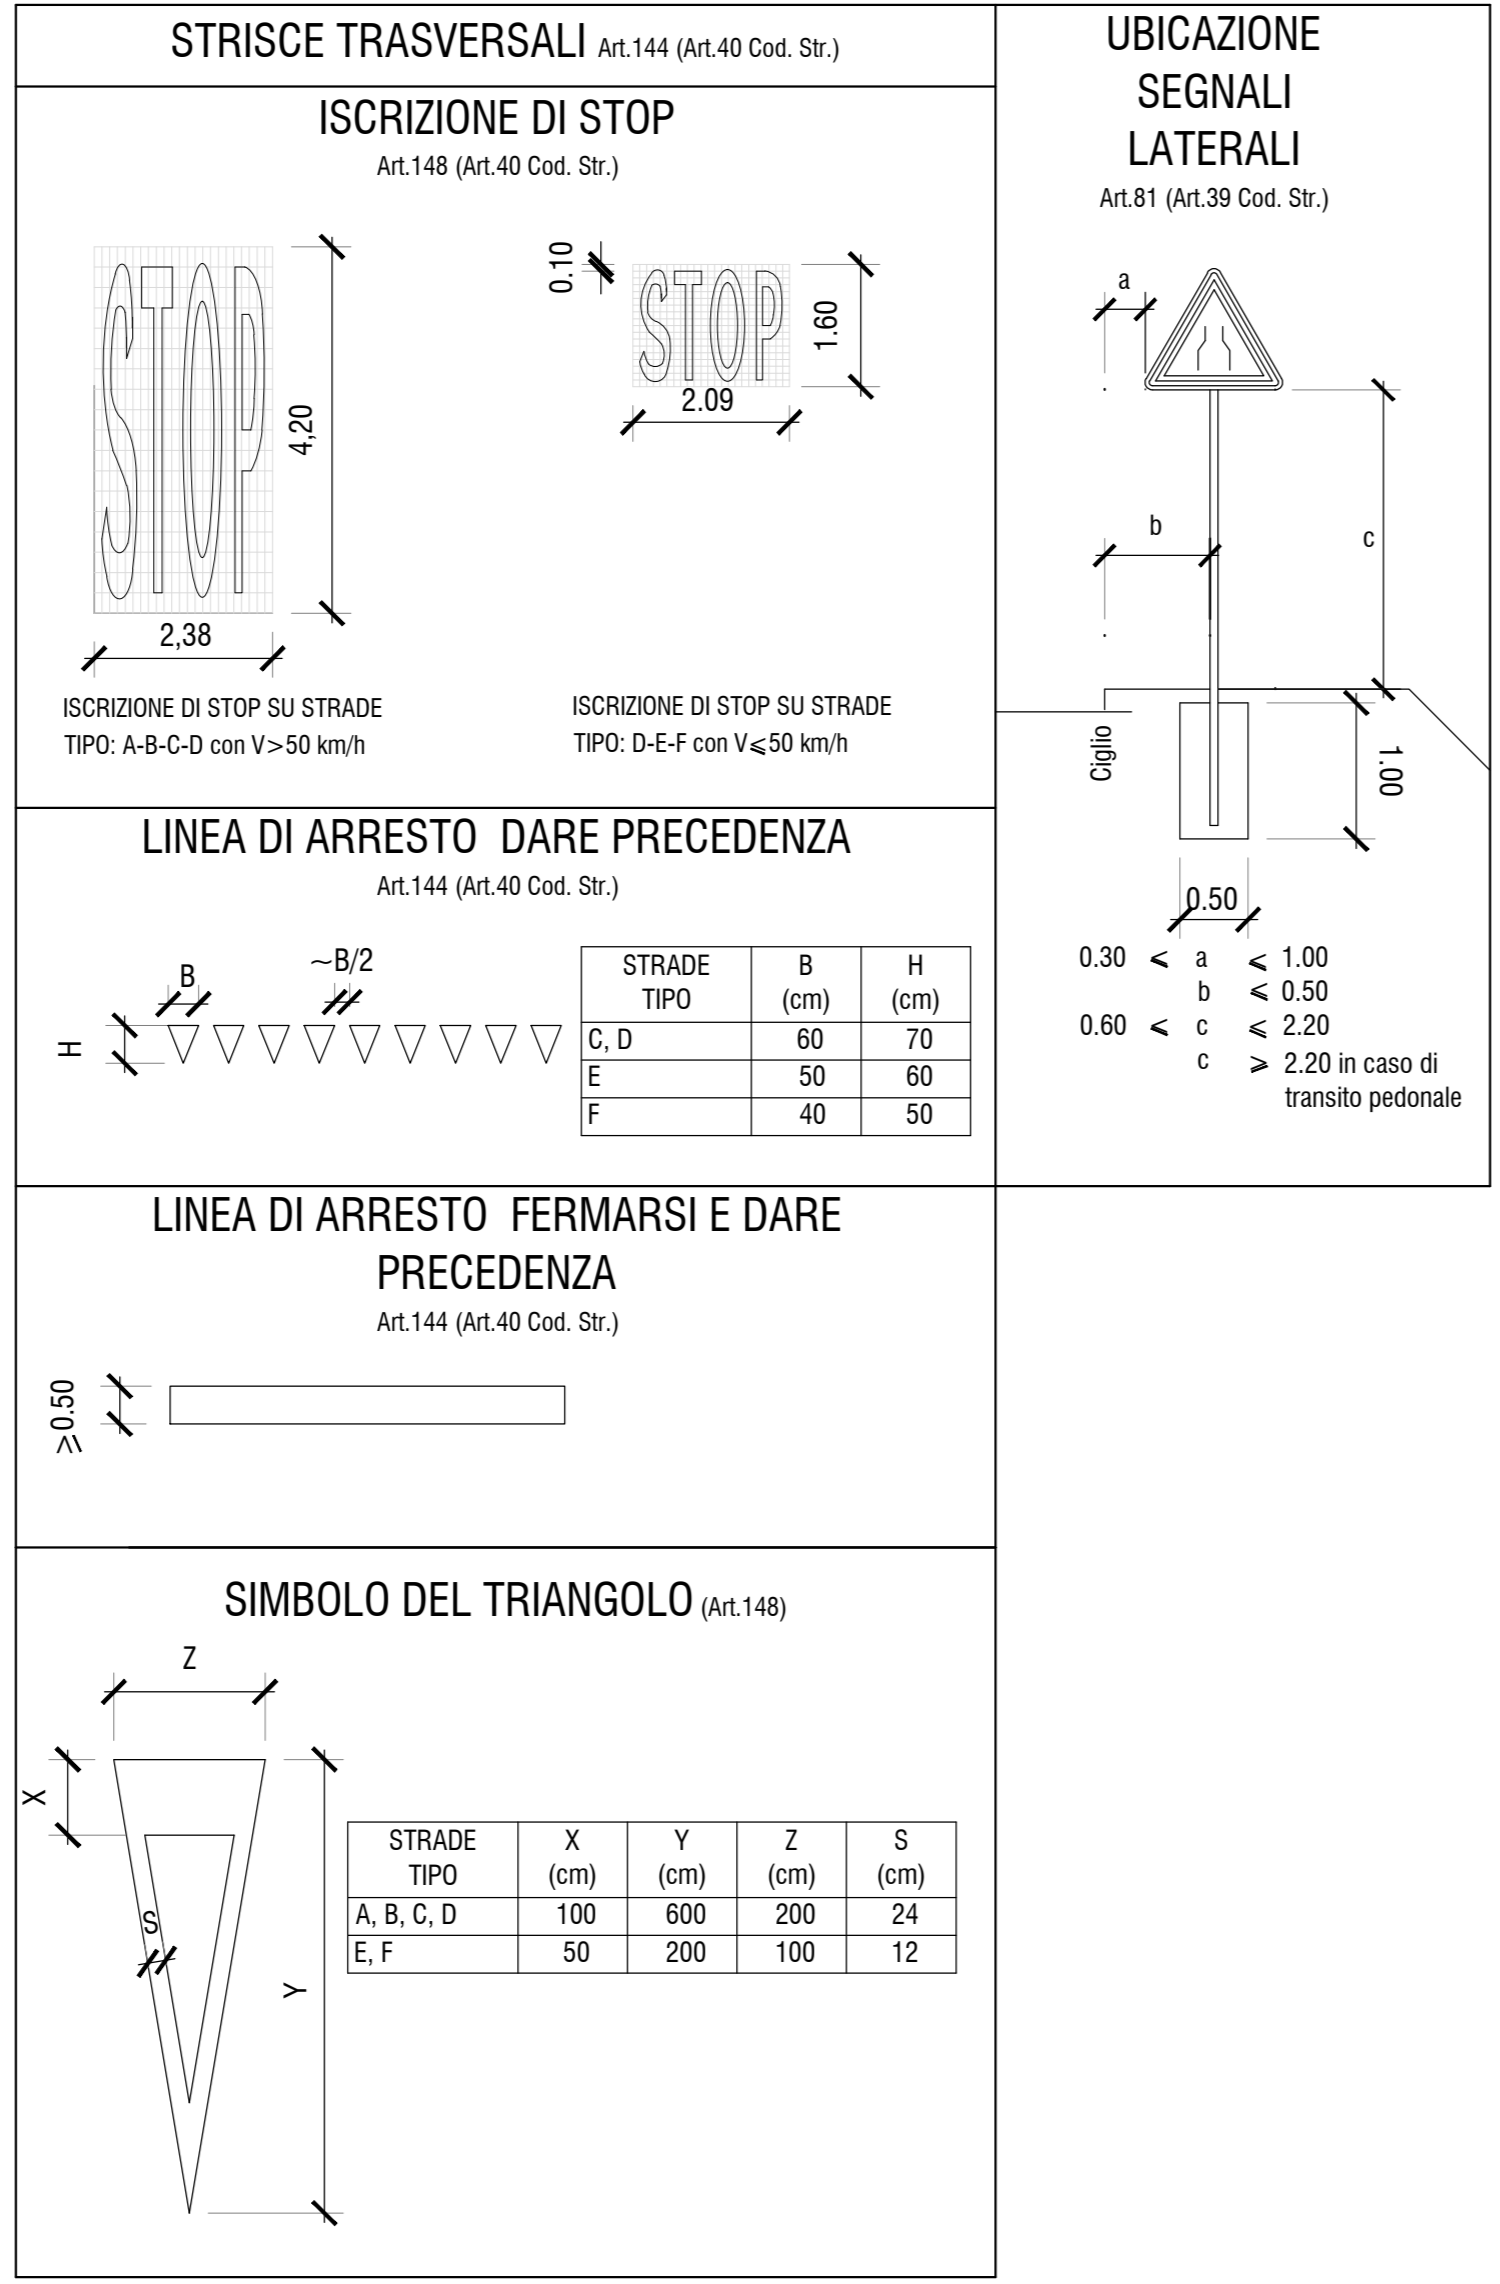 STRISCE TRASVERSALI Art.144 (Art.40 Cod. Str.)
ISCRIZIONE DI STOP
Art.148 (Art.40 Cod. Str.)
STOP
4,20
2,38
ISCRIZIONE DI STOP SU STRADE
TIPO: A-B-C-D con V>50 km/h
0.10
STOP
1.60
2.09
ISCRIZIONE DI STOP SU STRADE
TIPO: D-E-F con V⩽50 km/h
LINEA DI ARRESTO DARE PRECEDENZA
Art.144 (Art.40 Cod. Str.)
B
~B/2
H
STRADE TIPO B (cm) H (cm)
C, D 60 70
E 50 60
F 40 50
LINEA DI ARRESTO FERMARSI E DARE
PRECEDENZA
Art.144 (Art.40 Cod. Str.)
⩾0.50
SIMBOLO DEL TRIANGOLO (Art.148)
Z
X
S
Y
STRADE TIPO X (cm) Y (cm) Z (cm) S (cm)
A, B, C, D 100 600 200 24
E, F 50 200 100 12
UBICAZIONE
SEGNALI
LATERALI
Art.81 (Art.39 Cod. Str.)
a
b
c
Ciglio
1.00
0.50
0.30 ⩽ a ⩽ 1.00
b ⩽ 0.50
0.60 ⩽ c ⩽ 2.20
c ⩾ 2.20 in caso di
transito pedonale